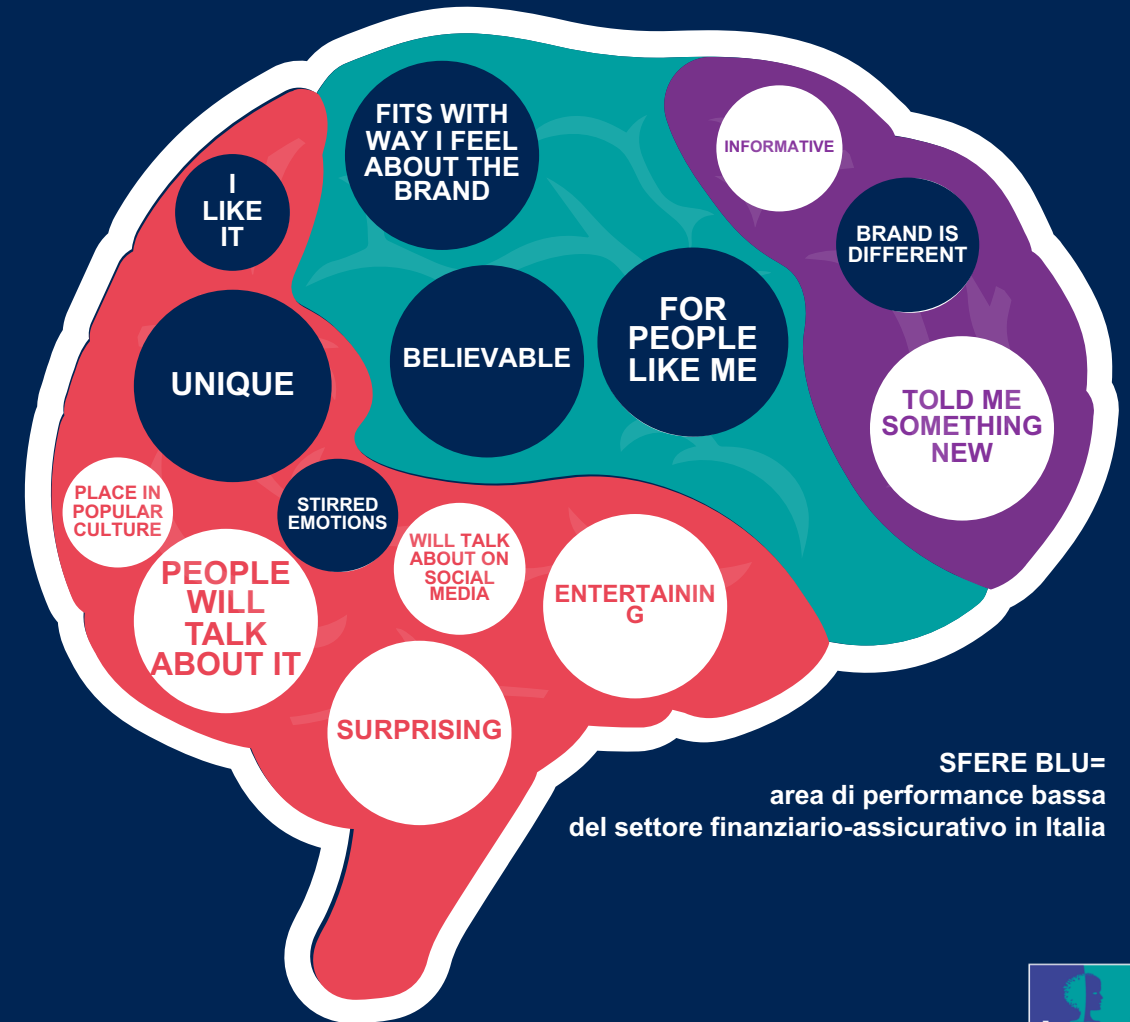 FITS WITH
WAY I FEEL
ABOUT THE
BRAND
INFORMATIVE
I
LIKE
IT
BRAND IS
DIFFERENT
FOR
PEOPLE
LIKE ME
BELIEVABLE
UNIQUE
TOLD ME
SOMETHING
NEW
PLACE IN
POPULAR
CULTURE
STIRRED
EMOTIONS
WILL TALK
ABOUT ON
SOCIAL
MEDIA
ENTERTAININ
G
PEOPLE
WILL
TALK
ABOUT IT
SURPRISING
SFERE BLU=
area di performance bassa
del settore finanziario-assicurativo in Italia